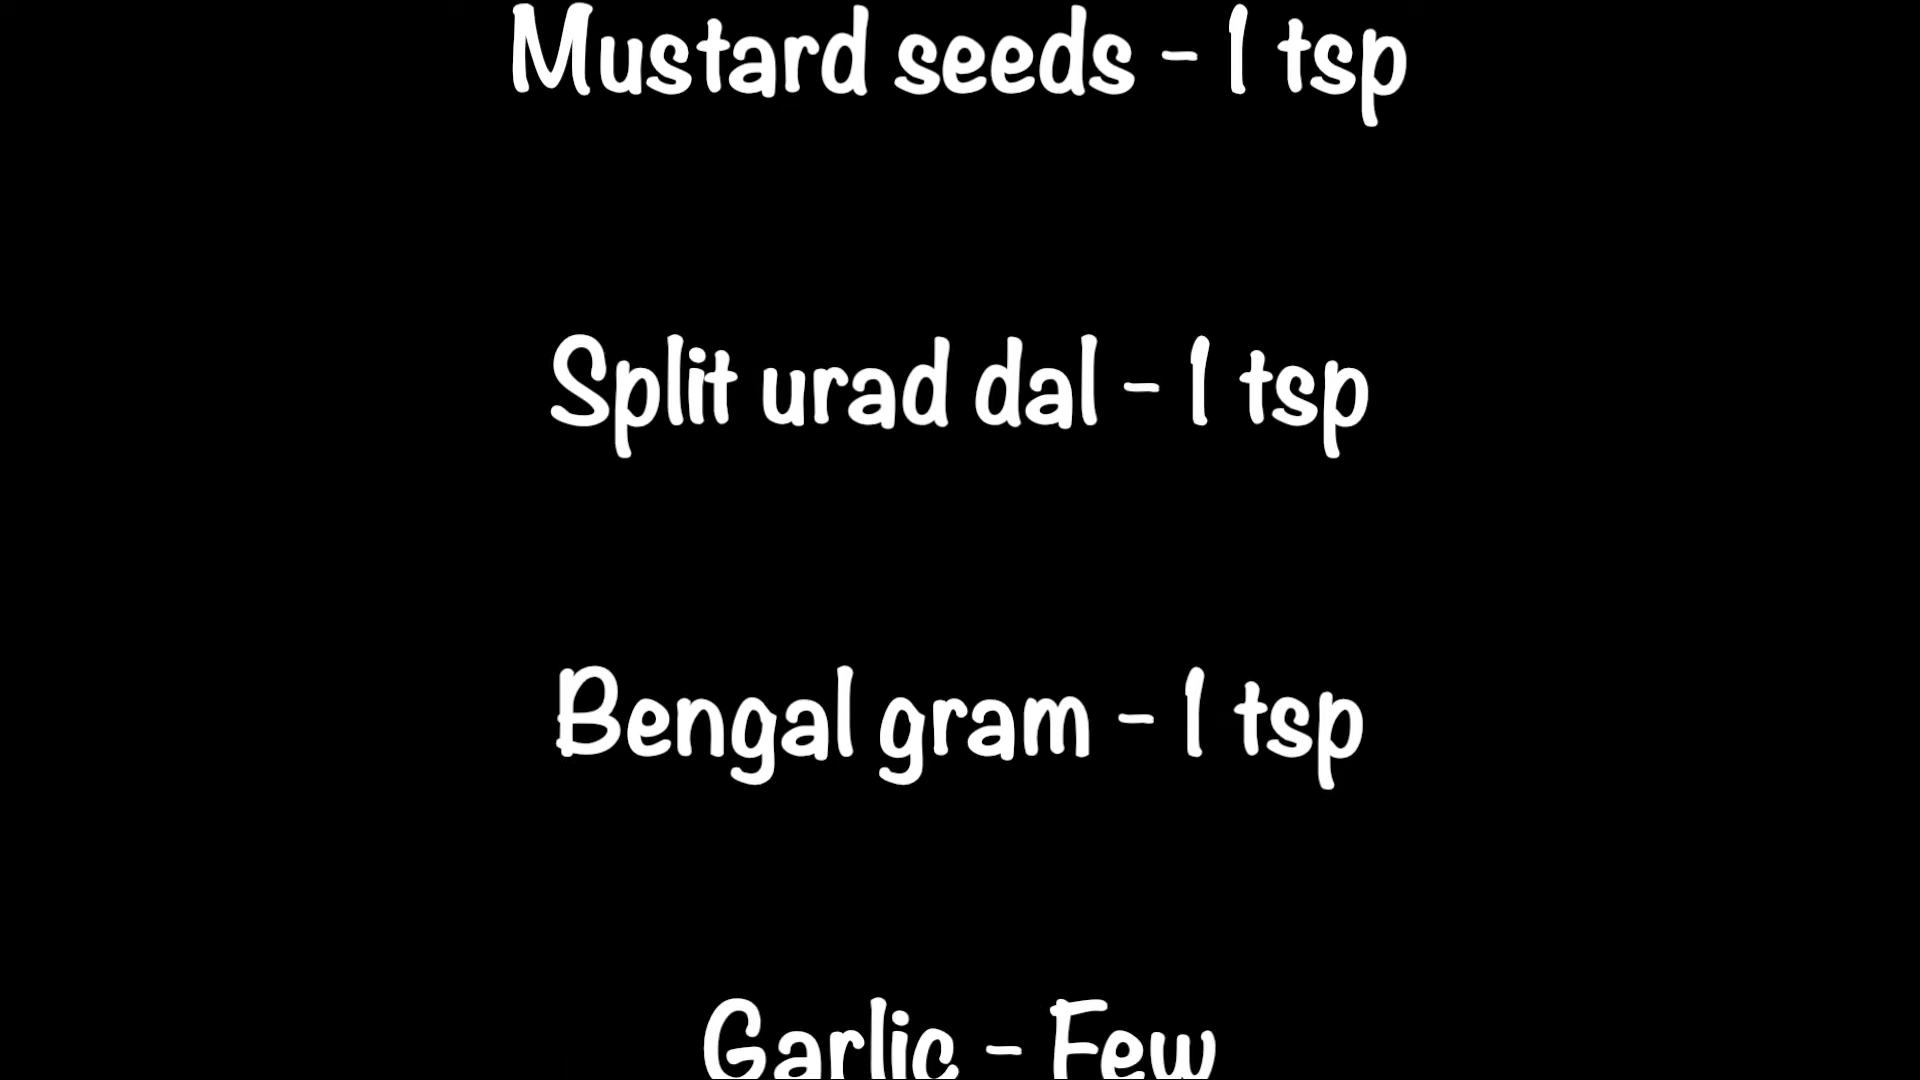 Mustard seeds - 1 tsp
Split urad dal - 1 tsp
Bengal gram - 1 tsp
Garlic - Few